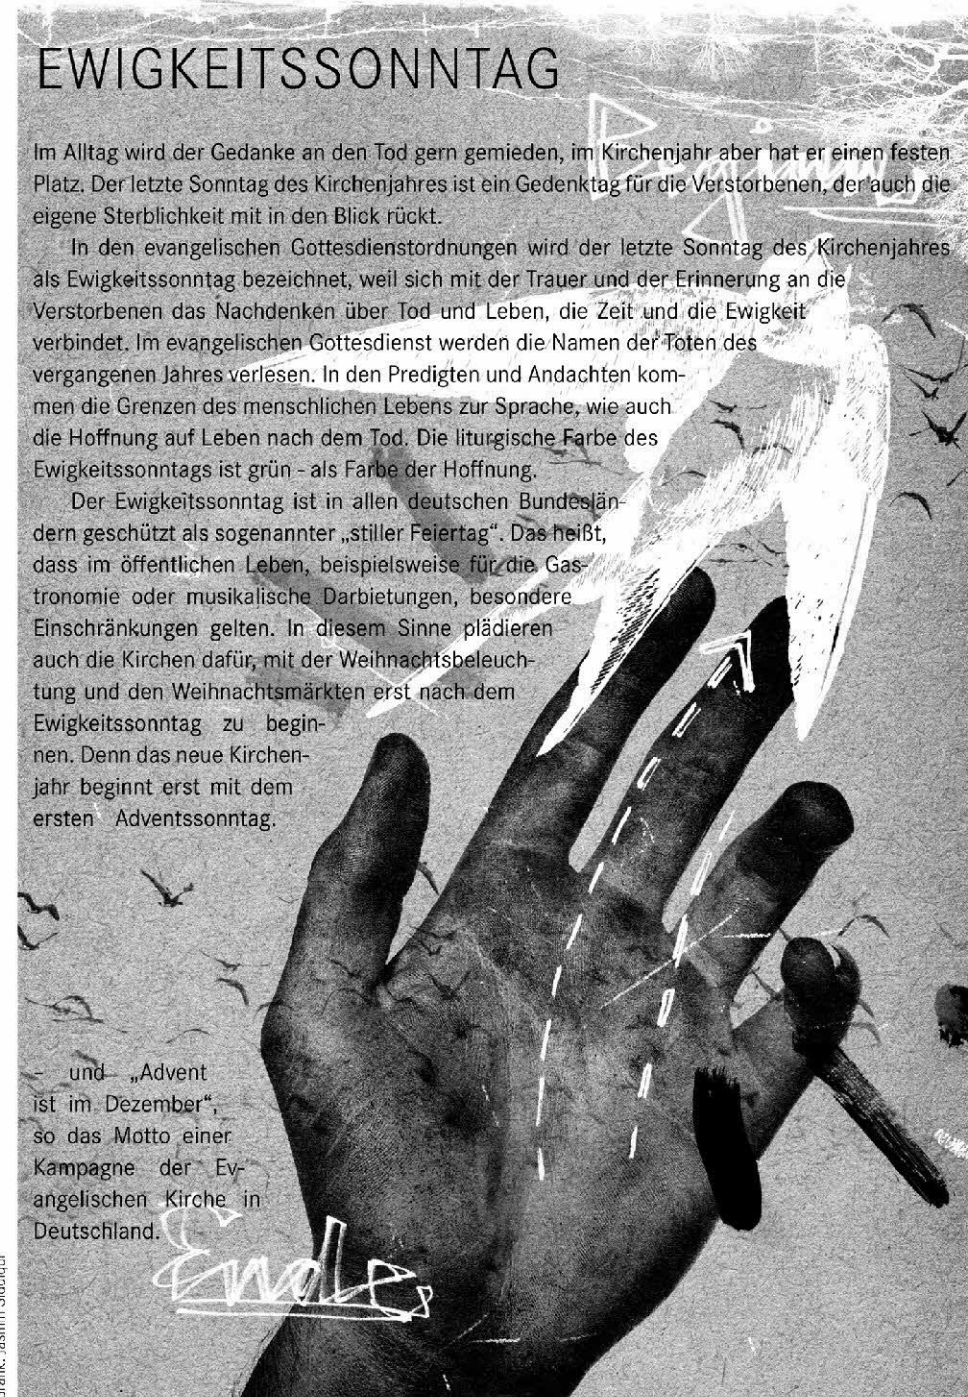 EWIGKEITSSONNTAG
Im Alltag wird der Gedanke an den Tod gern gemieden, im Kirchenjahr aber hat er einen festen
Platz. Der letzte Sonntag des Kirchenjahres ist ein Gedenktag für die Verstorbenen, der auch die
eigene Sterblichkeit mit in den Blick rückt.
In den evangelischen Gottesdienstordnungen wird der letzte Sonntag des Kirchenjahres
als Ewigkeitssonntag bezeichnet, weil sich mit der Trauer und der Erinnerung an die
Verstorbenen das Nachdenken über Tod und Leben, die Zeit und die Ewigkeit
verbindet. Im evangelischen Gottesdienst werden die Namen der Toten des
vergangenen Jahres verlesen. In den Predigten und Andachten kom-
men die Grenzen des menschlichen Lebens zur Sprache, wie auch
die Hoffnung auf Leben nach dem Tod. Die liturgische Farbe des
Ewigkeitssonntags ist grün - als Farbe der Hoffnung.
Der Ewigkeitssonntag ist in allen deutschen Bundeslän-
dern geschützt als sogenannter „stiller Feiertag“. Das heißt,
dass im öffentlichen Leben, beispielsweise für die Gas-
tronomie oder musikalische Darbietungen, besondere
Einschränkungen gelten. In diesem Sinne plädieren
auch die Kirchen dafür, mit der Weihnachtsbeleuch-
tung und den Weihnachtsmärkten erst nach dem
Ewigkeitssonntag zu begin-
nen. Denn das neue Kirchen-
jahr beginnt erst mit dem
ersten Adventssonntag.
- und „Advent
ist im Dezember“,
so das Motto einer
Kampagne der Ev-
angelischen Kirche in
Deutschland.
Ende